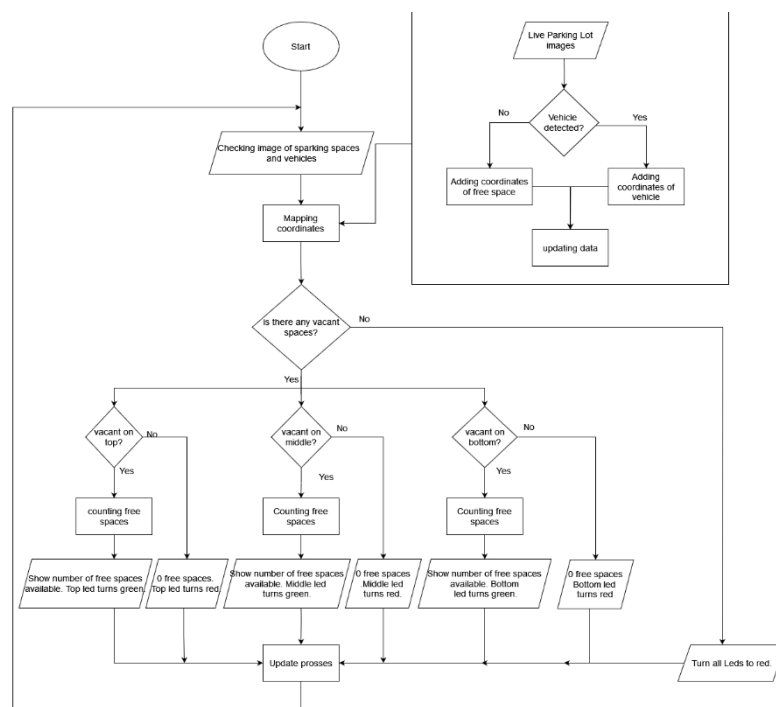 Start
Live Parking Lot
images
No
Vehicle
detected?
Yes
Checking image of sparking spaces
and vehicles
Adding coordinates
of free space
Adding
coordinates of
vehicle
Mapping
coordinates
updating data
is there any vacant
spaces?
No
Yes
vacant on
top?
No
vacant on
middle?
No
vacant on
bottom?
No
Yes
Yes
Yes
counting free
spaces
Counting free
spaces
Counting free
spaces
Show number of free spaces
available. Top led turns green.
0 free spaces.
Top led turns red.
Show number of free spaces
available. Middle led
turns green.
0 free spaces
.Middle led
turns red.
Show number of free spaces
available. Bottom
led turns green.
0 free spaces
Bottom led
turns red
Update prosses
Turn all Leds to red.